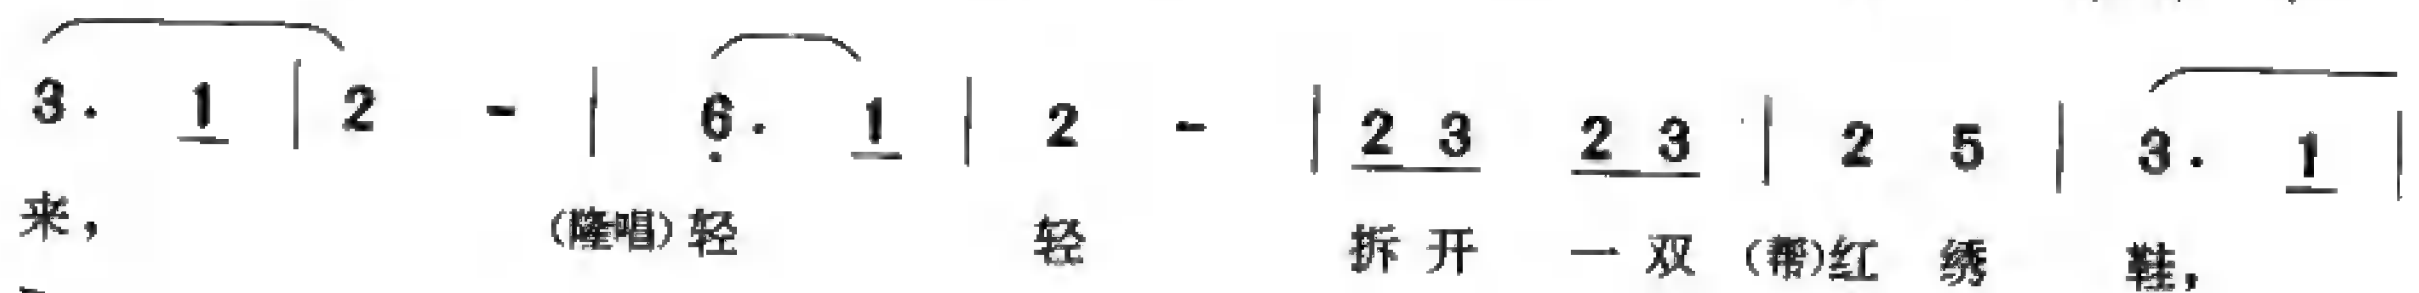 3. 1 | 2 - | 6. 1 | 2 - | 2 3 2 3 | 2 5 | 3. 1 |
来，(隆唱)轻 轻 拆 开 一 双 (帮)红 绣 鞋，